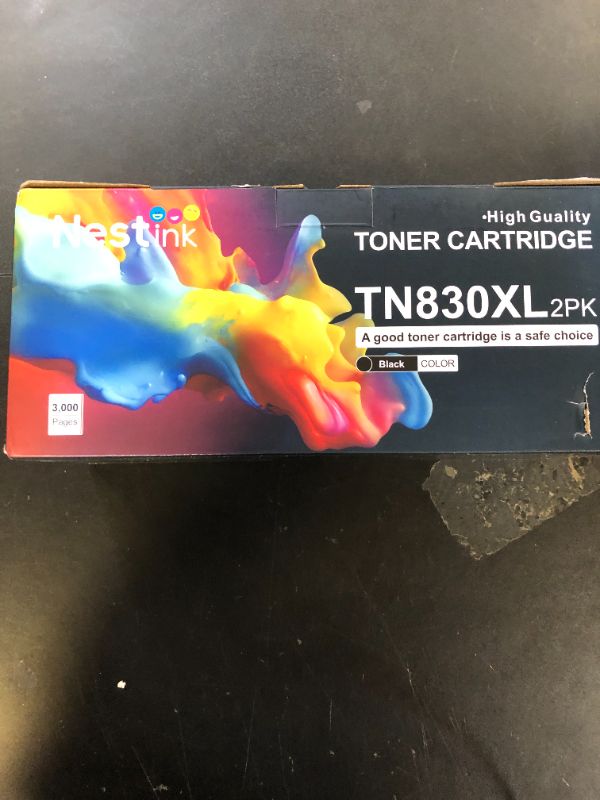 Nestink
•High Guality
TONER CARTRIDGE
TN830XL2PK
A good toner cartridge is a safe choice
Black COLOR
3,000
Pages